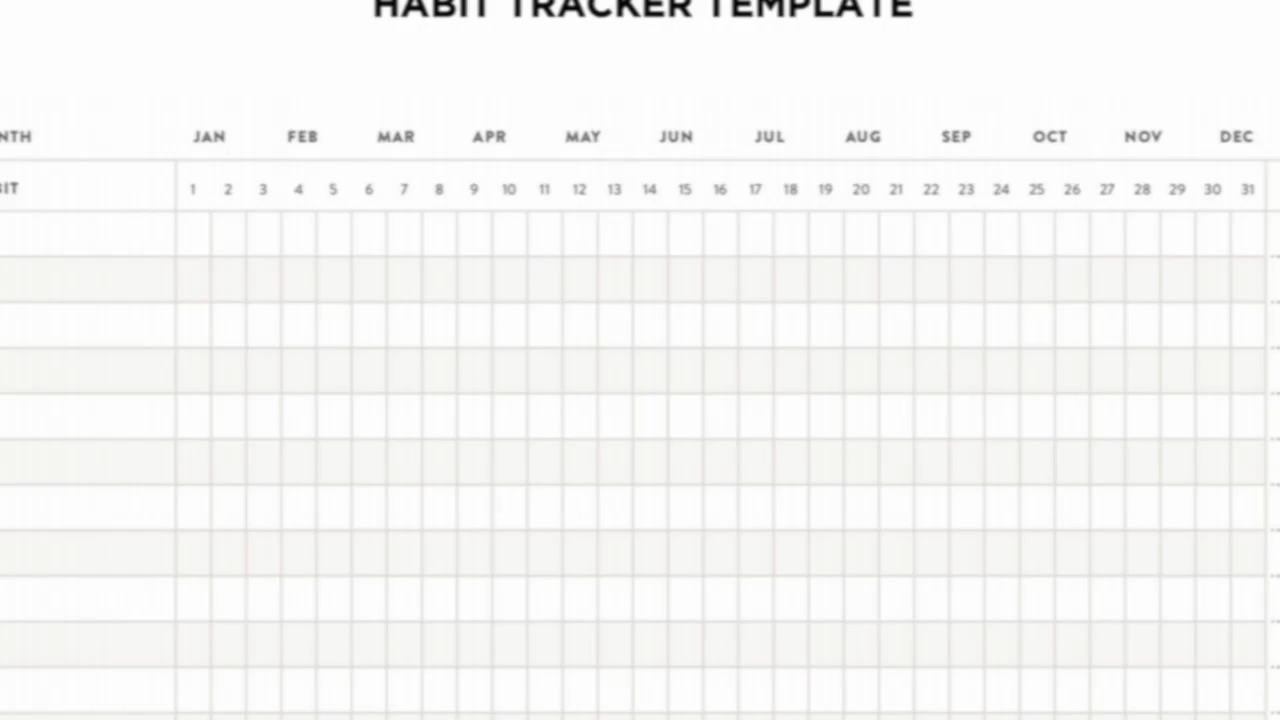 HABIT TRACKER TEMPLATE
NTH JAN FEB MAR APR MAY JUN JUL AUG SEP OCT NOV DEC
BIT 1 2 3 4 5 6 7 8 9 10 11 12 13 14 15 16 17 18 19 20 21 22 23 24 25 26 27 28 29 30 31